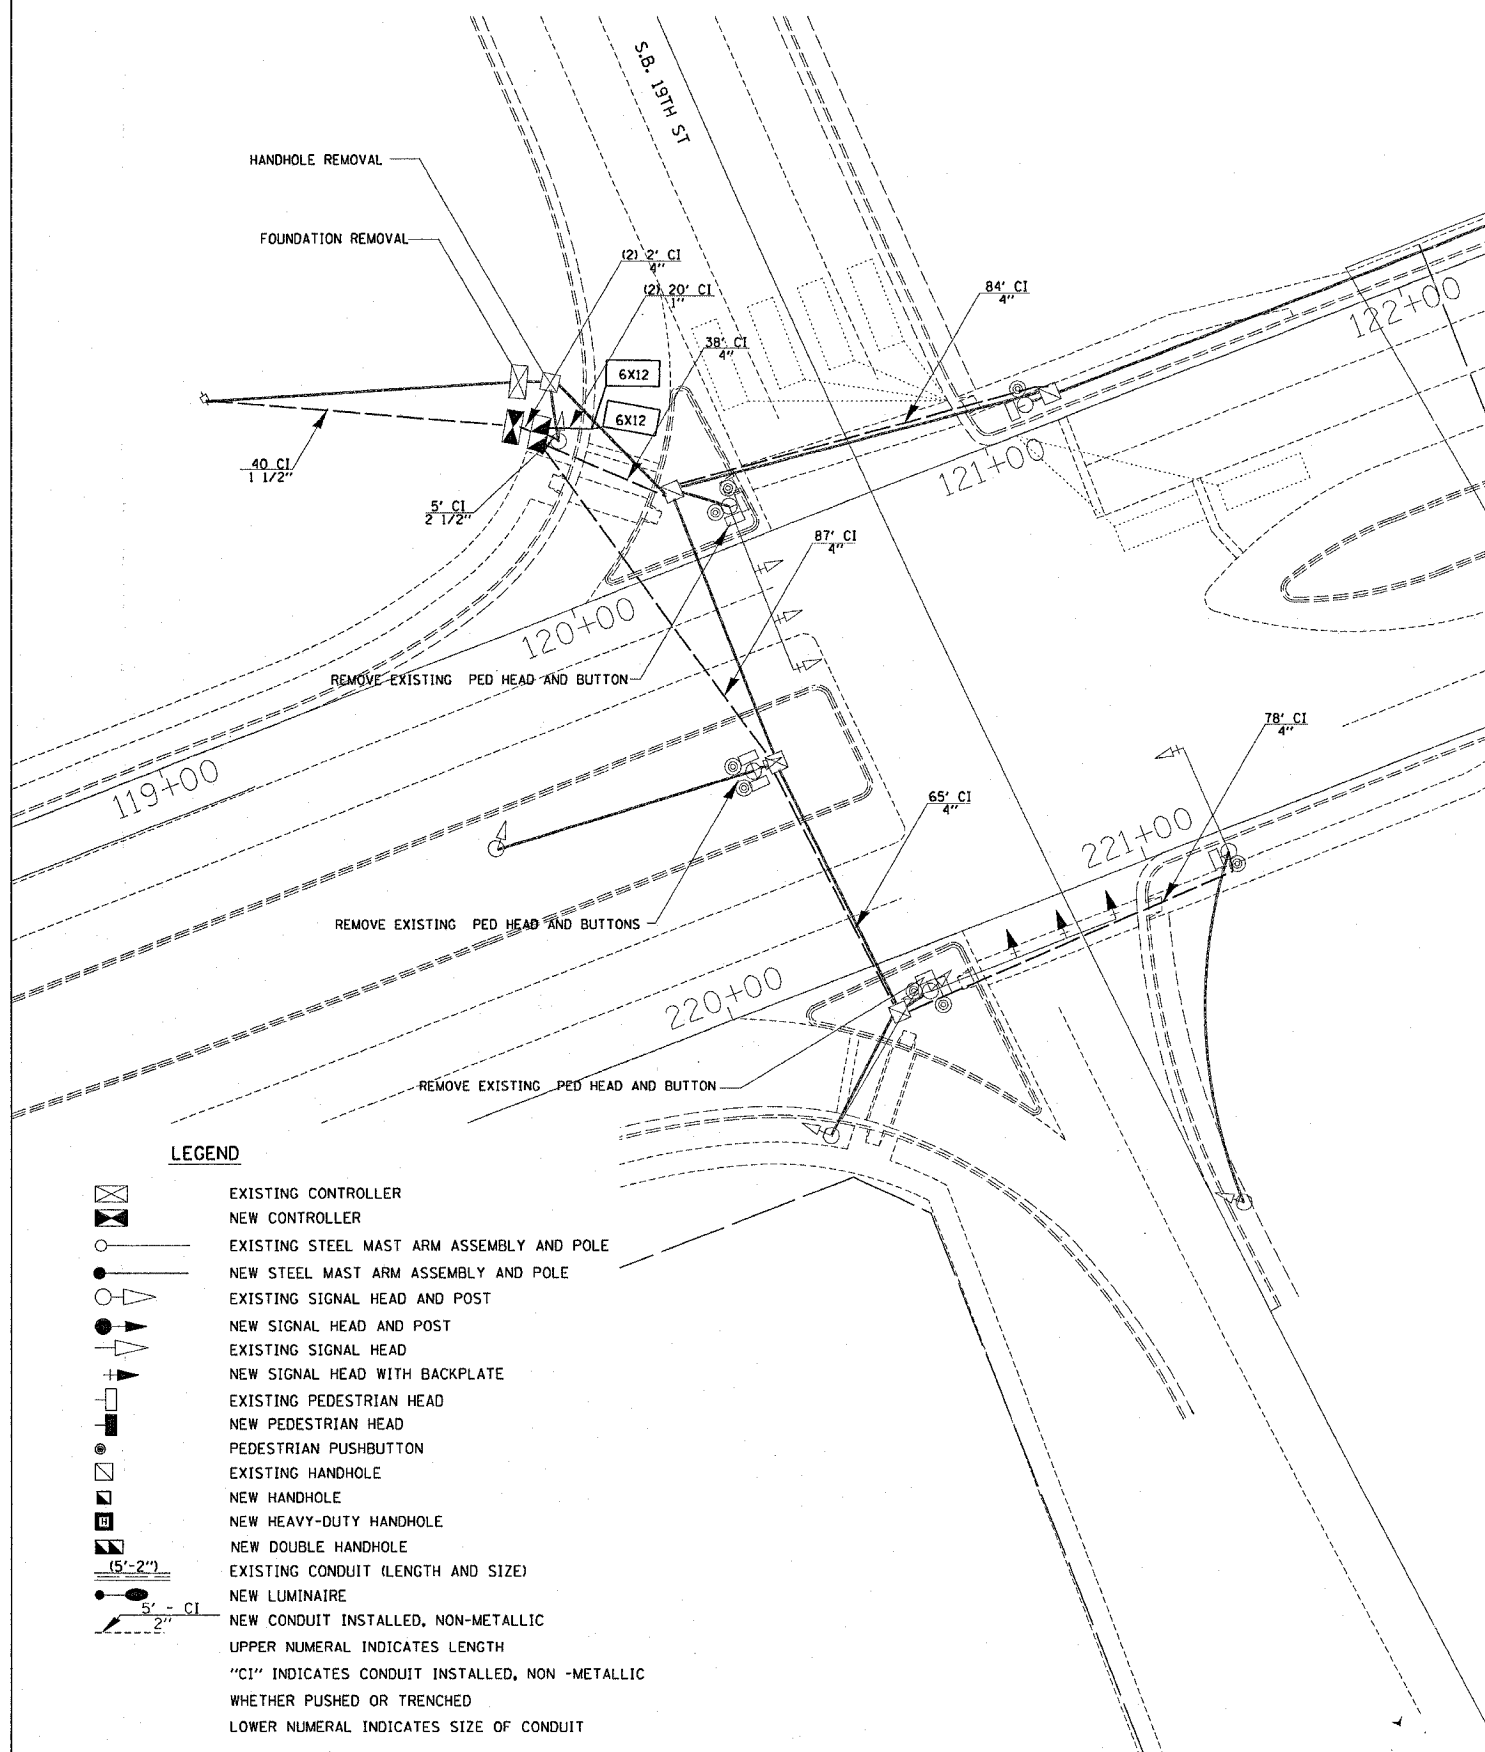 S.B. 19TH ST
HANDHOLE REMOVAL
FOUNDATION REMOVAL
(2) 2' CI
4"
(2) 20' CI
1"
84' CI
4"
122+00
38' CI
4"
6X12
6X12
121+00
40 CI
1 1/2"
5' CI
2 1/2"
87' CI
4"
120+00
REMOVE EXISTING PED HEAD AND BUTTON
78' CI
4"
119+00
65' CI
4"
221+00
REMOVE EXISTING PED HEAD AND BUTTONS
220+00
REMOVE EXISTING PED HEAD AND BUTTON
LEGEND
EXISTING CONTROLLER
NEW CONTROLLER
EXISTING STEEL MAST ARM ASSEMBLY AND POLE
NEW STEEL MAST ARM ASSEMBLY AND POLE
EXISTING SIGNAL HEAD AND POST
NEW SIGNAL HEAD AND POST
EXISTING SIGNAL HEAD
NEW SIGNAL HEAD WITH BACKPLATE
EXISTING PEDESTRIAN HEAD
NEW PEDESTRIAN HEAD
PEDESTRIAN PUSHBUTTON
EXISTING HANDHOLE
NEW HANDHOLE
H NEW HEAVY-DUTY HANDHOLE
NEW DOUBLE HANDHOLE
(5'-2") EXISTING CONDUIT (LENGTH AND SIZE)
NEW LUMINAIRE
5' - CI
2" NEW CONDUIT INSTALLED, NON-METALLIC
UPPER NUMERAL INDICATES LENGTH
"CI" INDICATES CONDUIT INSTALLED, NON -METALLIC
WHETHER PUSHED OR TRENCHED
LOWER NUMERAL INDICATES SIZE OF CONDUIT